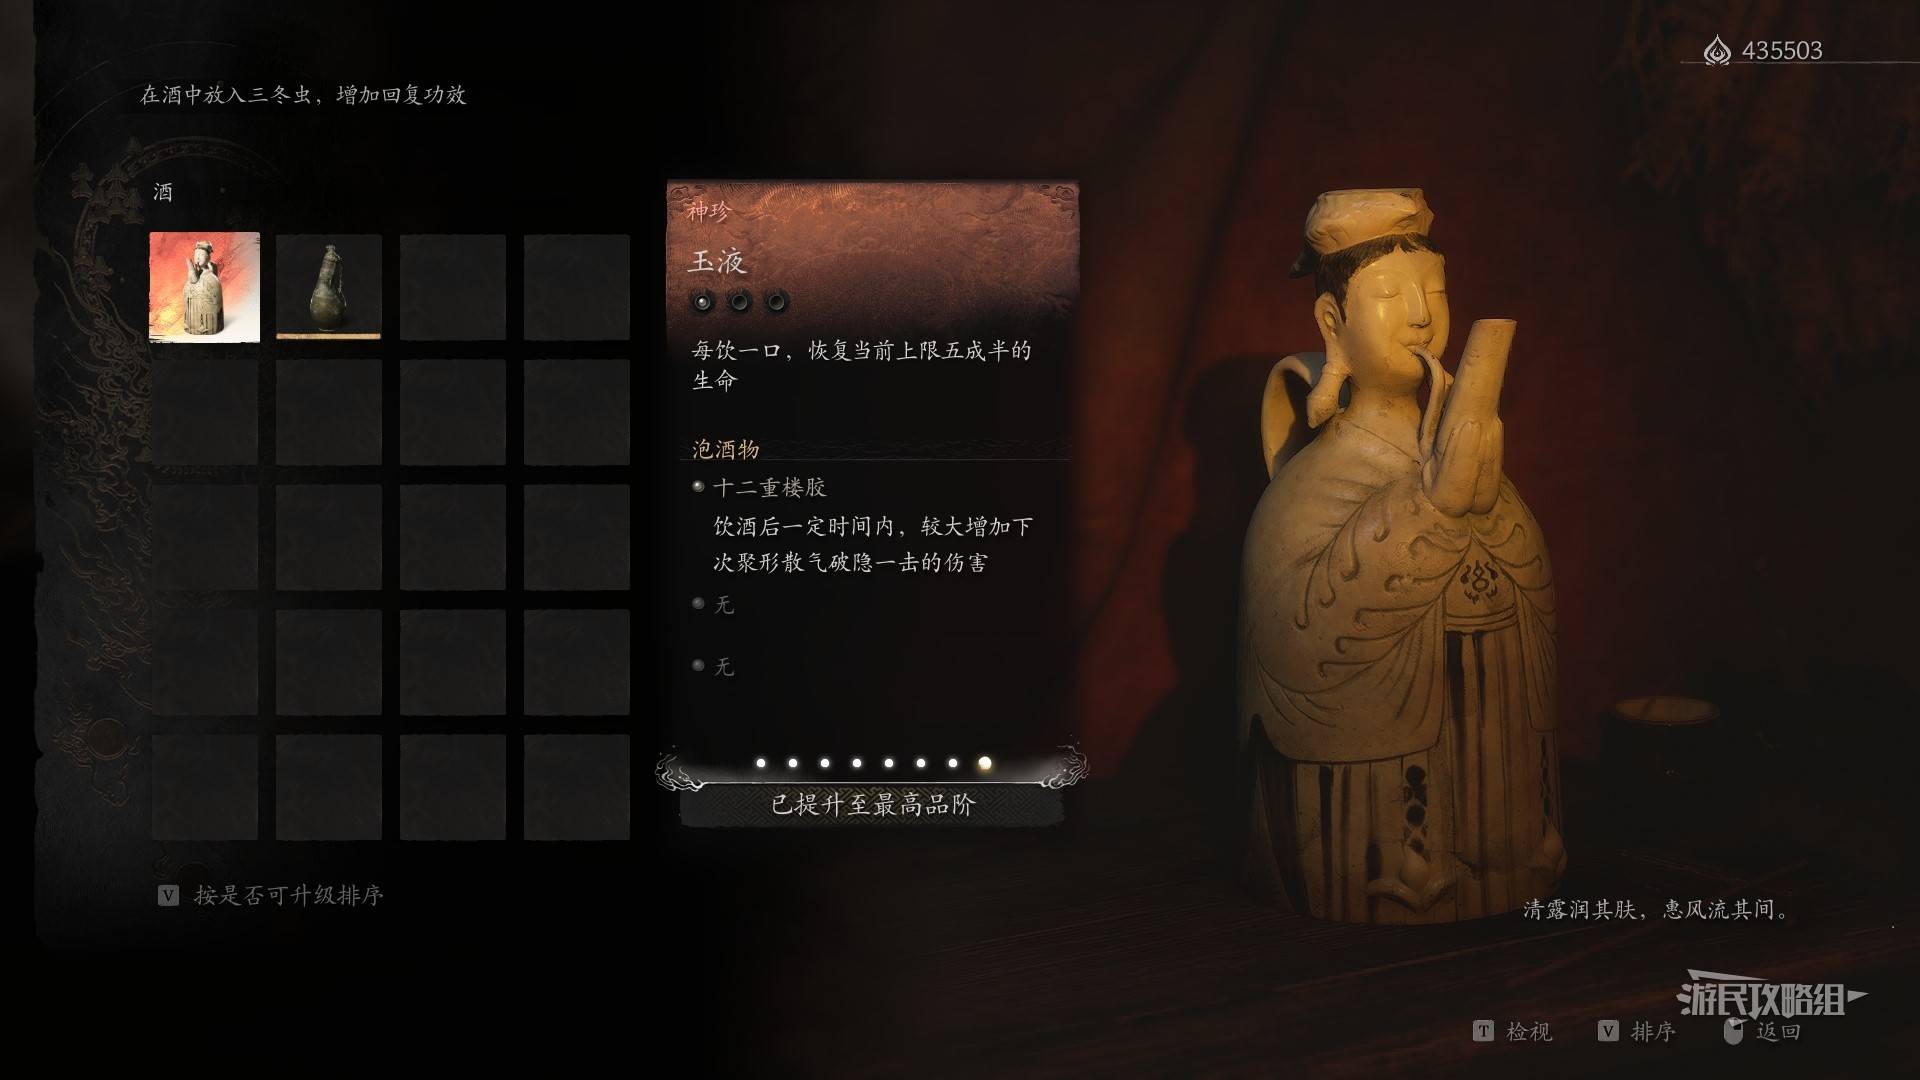 435503
在酒中放入三冬虫，增加回复功效
酒
神珍
玉液
每饮一口，恢复当前上限五成半的
生命
泡酒物
十二重楼胶
饮酒后一定时间内，较大增加下
次聚形散气破隐一击的伤害
无
无
已提升至最高品阶
V 按是否可升级排序
清露润其肤，惠风流其间。
游民攻略组
T 检视
V 排序
返回